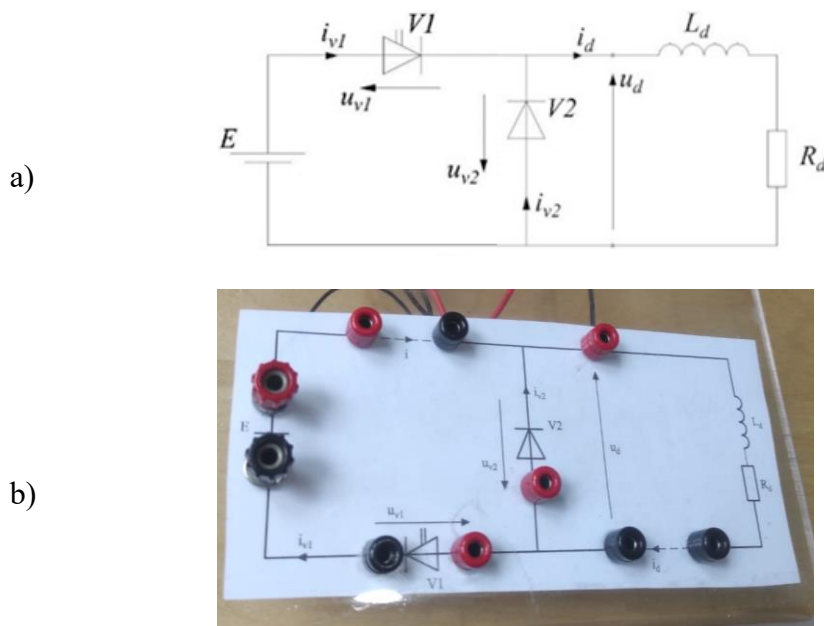 a)
i_v1
V1
i_d
L_d
u_v1
u_d
V2
E
u_v2
R_d
i_v2
b)
i
i_v2
L_d
E
V2
u_v2
u_d
R_d
u_v1
i_v1
V1
i_d